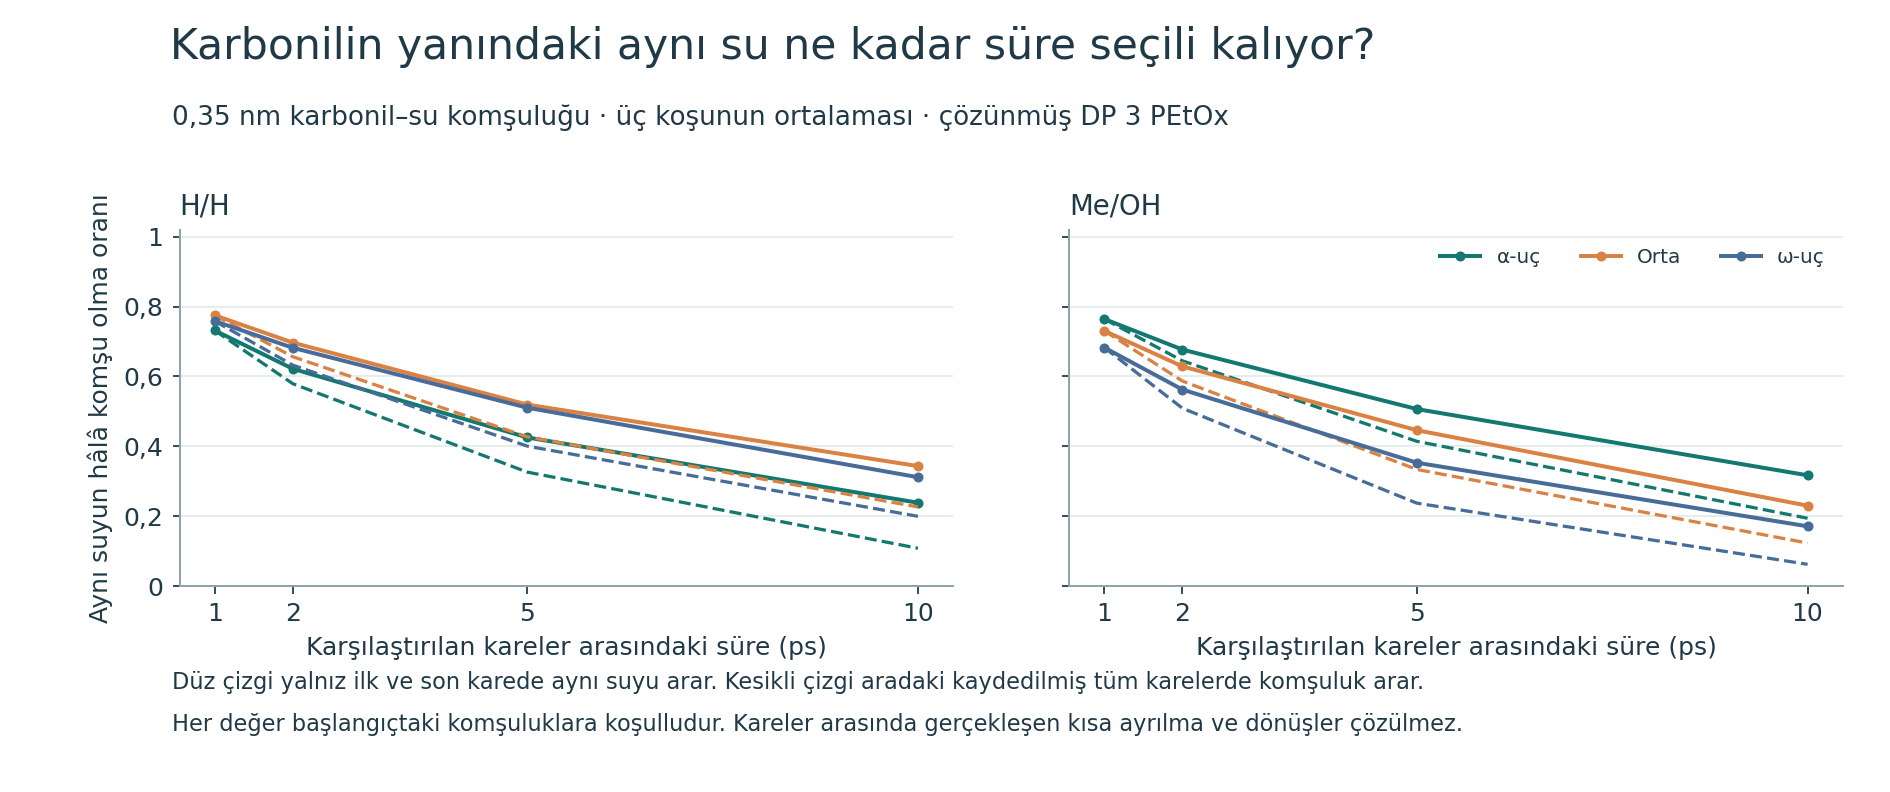 Karbonilin yanındaki aynı su ne kadar süre seçili kalıyor?
0,35 nm karbonil–su komşuluğu · üç koşunun ortalaması · çözünmüş DP 3 PEtOx
Aynı suyun hâlâ komşu olma oranı
H/H
1
0,8
0,6
0,4
0,2
0
1 2 5 10
Karşılaştırılan kareler arasındaki süre (ps)
Me/OH
α-uç Orta ω-uç
1 2 5 10
Karşılaştırılan kareler arasındaki süre (ps)
Düz çizgi yalnız ilk ve son karede aynı suyu arar. Kesikli çizgi aradaki kaydedilmiş tüm karelerde komşuluk arar.
Her değer başlangıçtaki komşuluklara koşulludur. Kareler arasında gerçekleşen kısa ayrılma ve dönüşler çözülmez.